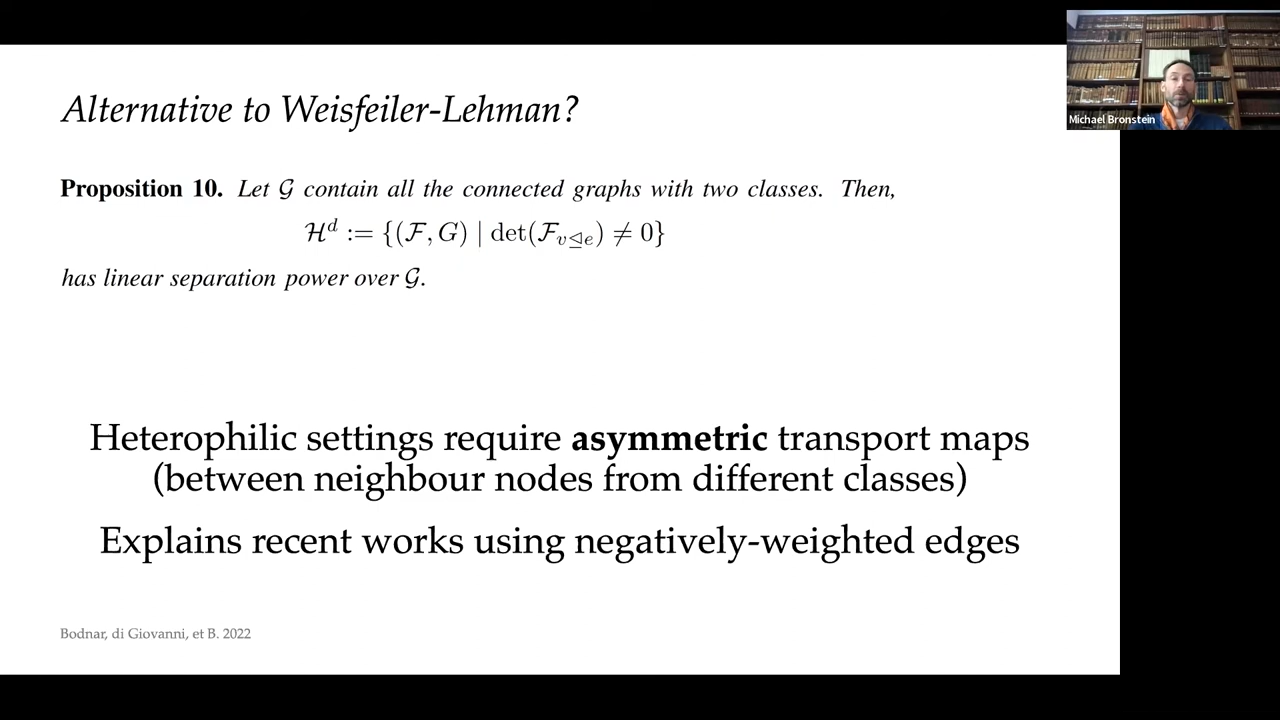 Alternative to Weisfeiler-Lehman?
Michael Bronstein
Proposition 10. Let 𝒢 contain all the connected graphs with two classes. Then,
ℋᵈ := {(ℱ, G) | det(ℱ_{v⊴e}) ≠ 0}
has linear separation power over 𝒢.
Heterophilic settings require asymmetric transport maps
(between neighbour nodes from different classes)
Explains recent works using negatively-weighted edges
Bodnar, di Giovanni, et B. 2022